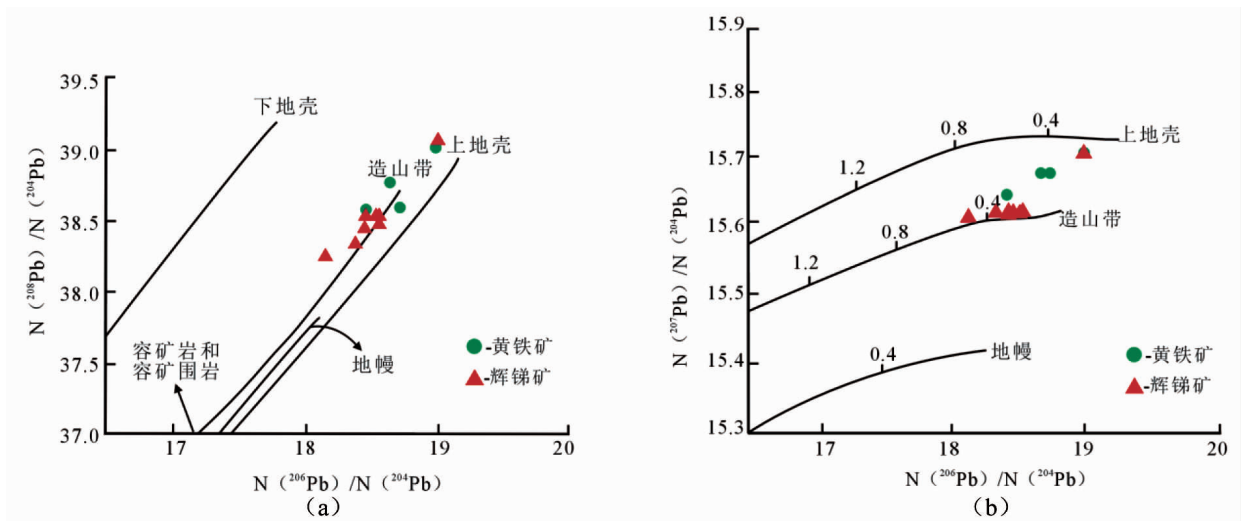 39.5
39.0
38.5
38.0
37.5
37.0
N（²⁰⁸Pb）/N（²⁰⁴Pb）
下地壳
造山带
上地壳
地幔
容矿岩和
容矿围岩
●-黄铁矿
▲-辉锑矿
17
18
19
20
N（²⁰⁶Pb）/N（²⁰⁴Pb）
（a）
15.9
15.8
15.7
15.6
15.5
15.4
15.3
N（²⁰⁷Pb）/N（²⁰⁴Pb）
1.2
0.8
0.4
上地壳
1.2
0.8
0.4
造山带
0.4
地幔
●-黄铁矿
▲-辉锑矿
17
18
19
20
N（²⁰⁶Pb）/N（²⁰⁴Pb）
（b）